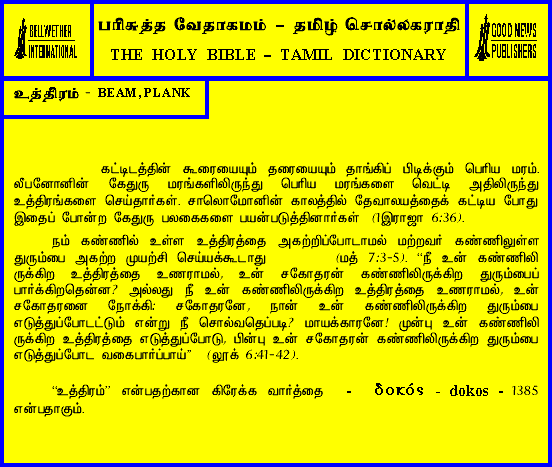 BELLWETHER
INTERNATIONAL
பரிசுத்த வேதாகமம் – தமிழ் சொல்லகராதி
THE HOLY BIBLE – TAMIL DICTIONARY
GOOD NEWS
PUBLISHERS
உத்திரம் - BEAM,PLANK
கட்டிடத்தின் கூரையையும் தரையையும் தாங்கிப் பிடிக்கும் பெரிய மரம்.
லீபனோனின் கேதுரு மரங்களிலிருந்து பெரிய மரங்களை வெட்டி அதிலிருந்து
உத்திரங்களை செய்தார்கள். சாலொமோனின் காலத்தில் தேவாலயத்தைக் கட்டிய போது
இதைப் போன்ற கேதுரு பலகைகளை பயன்படுத்தினார்கள் (1இராஜா 6:36).
நம் கண்ணில் உள்ள உத்திரத்தை அகற்றிப்போடாமல் மற்றவர் கண்ணிலுள்ள
துரும்பை அகற்ற முயற்சி செய்யக்கூடாது (மத் 7:3-5). “நீ உன் கண்ணிலி
ருக்கிற உத்திரத்தை உணராமல், உன் சகோதரன் கண்ணிலிருக்கிற துரும்பைப்
பார்க்கிறதென்ன? அல்லது நீ உன் கண்ணிலிருக்கிற உத்திரத்தை உணராமல், உன்
சகோதரனை நோக்கி: சகோதரனே, நான் உன் கண்ணிலிருக்கிற துரும்பை
எடுத்துப்போடட்டும் என்று நீ சொல்வதெப்படி? மாயக்காரனே! முன்பு உன் கண்ணிலி
ருக்கிற உத்திரத்தை எடுத்துப்போடு, பின்பு உன் சகோதரன் கண்ணிலிருக்கிற துரும்பை
எடுத்துப்போட வகைபார்ப்பாய்” (லூக் 6:41-42).
“உத்திரம்” என்பதற்கான கிரேக்க வார்த்தை - δοκός - dokos - 1385
என்பதாகும்.